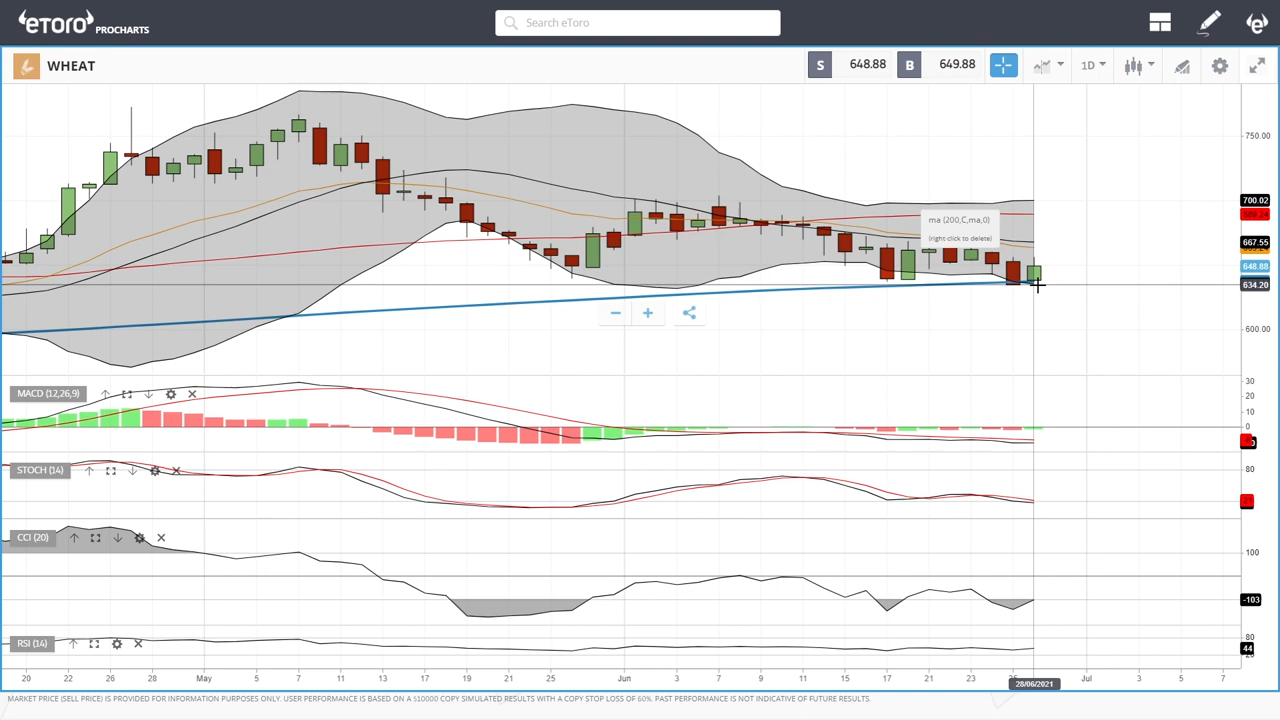 eToro PROCHARTS
Search eToro
WHEAT
S 648.88 B 649.88
1D
750.00
700.02
ma (200,C,ma,0)
(right click to delete)
667.55
648.88
634.20
600.00
MACD (12,26,9)
30
20
10
0
STOCH (14)
80
CCI (20)
100
-103
RSI (14)
80
44
20 22 24 26 28 May 5 7 11 13 17 19 21 25 Jun 3 7 9 11 15 17 21 23 Jul 3 5 7
28/06/2021
MARKET PRICE (SELL PRICE) IS PROVIDED FOR INFORMATION PURPOSES ONLY. USER PERFORMANCE IS BASED ON A $10000 COPY SIMULATED RESULTS WITH A COPY STOP LOSS OF 60%. PAST PERFORMANCE IS NOT INDICATIVE OF FUTURE RESULTS.